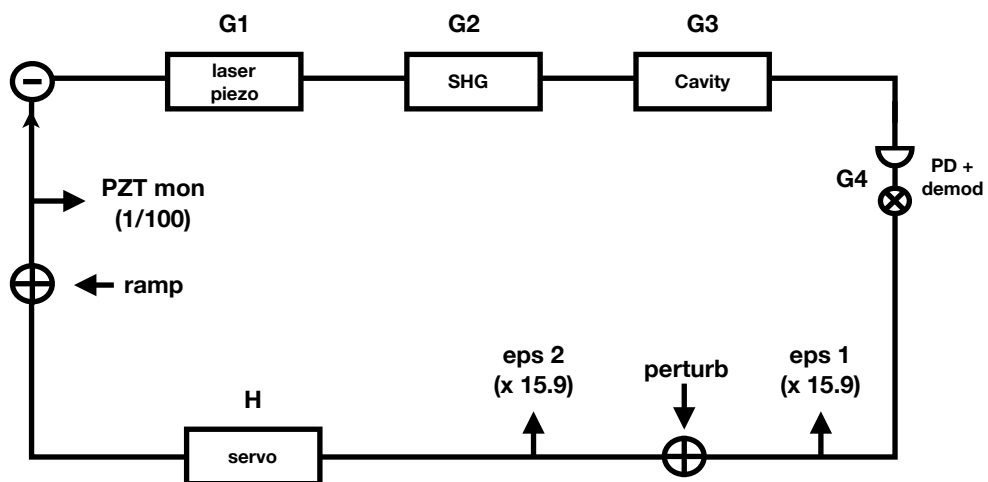 G1
G2
G3
laser
piezo
SHG
Cavity
G4
PD +
demod
PZT mon
(1/100)
ramp
eps 2
(x 15.9)
perturb
eps 1
(x 15.9)
H
servo